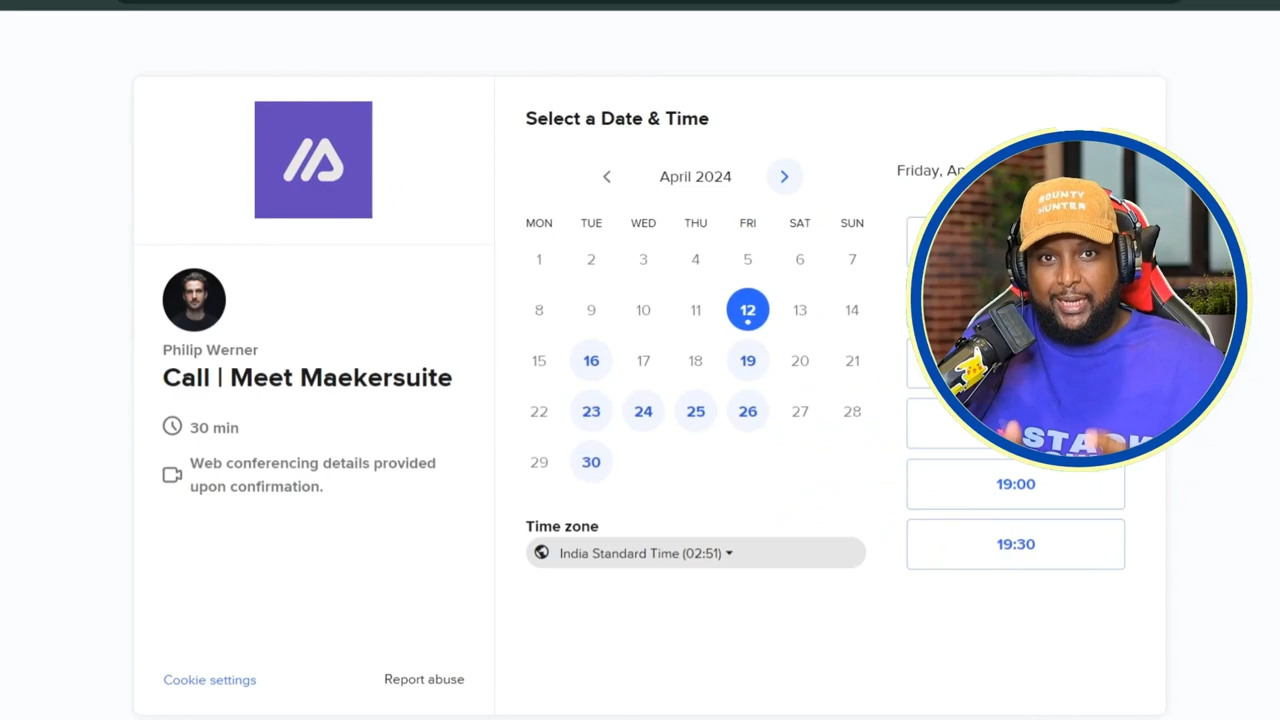 Select a Date & Time
April 2024
MON TUE WED THU FRI SAT SUN
1 2 3 4 5 6 7
8 9 10 11 12 13 14
15 16 17 18 19 20 21
22 23 24 25 26 27 28
29 30
Time zone
India Standard Time (02:51)
Friday,
19:00
19:30
Philip Werner
Call | Meet Maekersuite
30 min
Web conferencing details provided
upon confirmation.
Cookie settings
Report abuse
BOUNTY
HUNTER